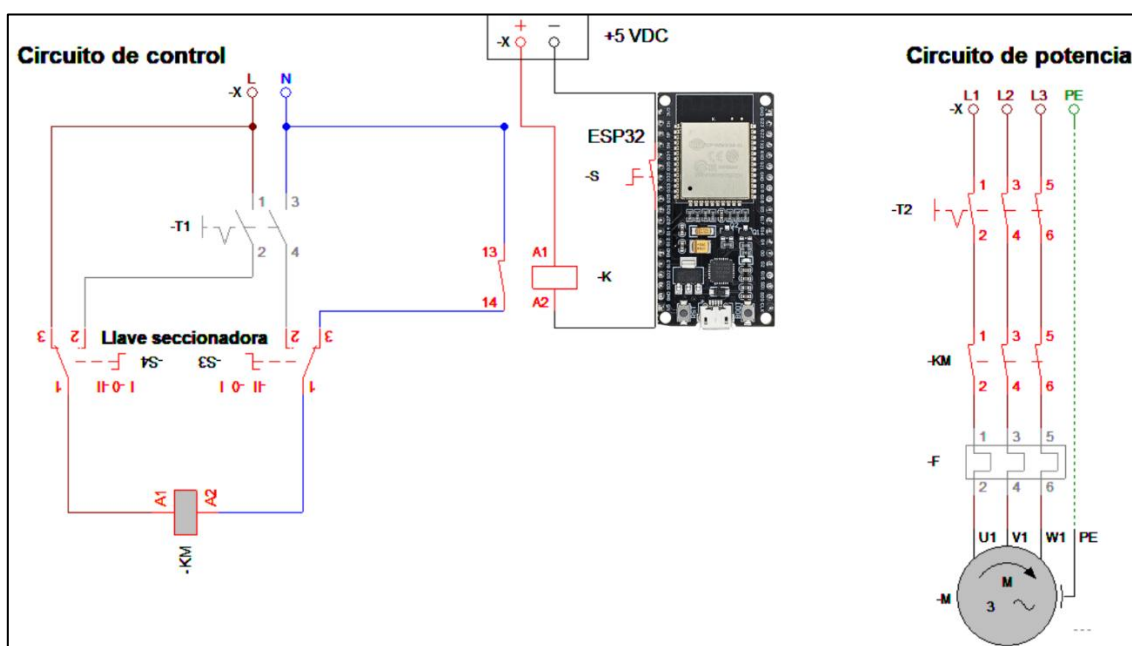 Circuito de control
+5 VDC
Circuito de potencia
-X
+
−
L
N
-X
L1
L2
L3
PE
-X
ESP32
-S
1
3
-T1
2
4
1
3
5
-T2
2
4
6
13
14
A1
-K
A2
3
2
Llave seccionadora
2
3
-S4
-S3
1
I -0-II
-II -0 I
1
1
3
5
-KM
2
4
6
1
3
5
-F
2
4
6
A1
A2
-KM
U1
V1
W1
PE
-M
M
3
---